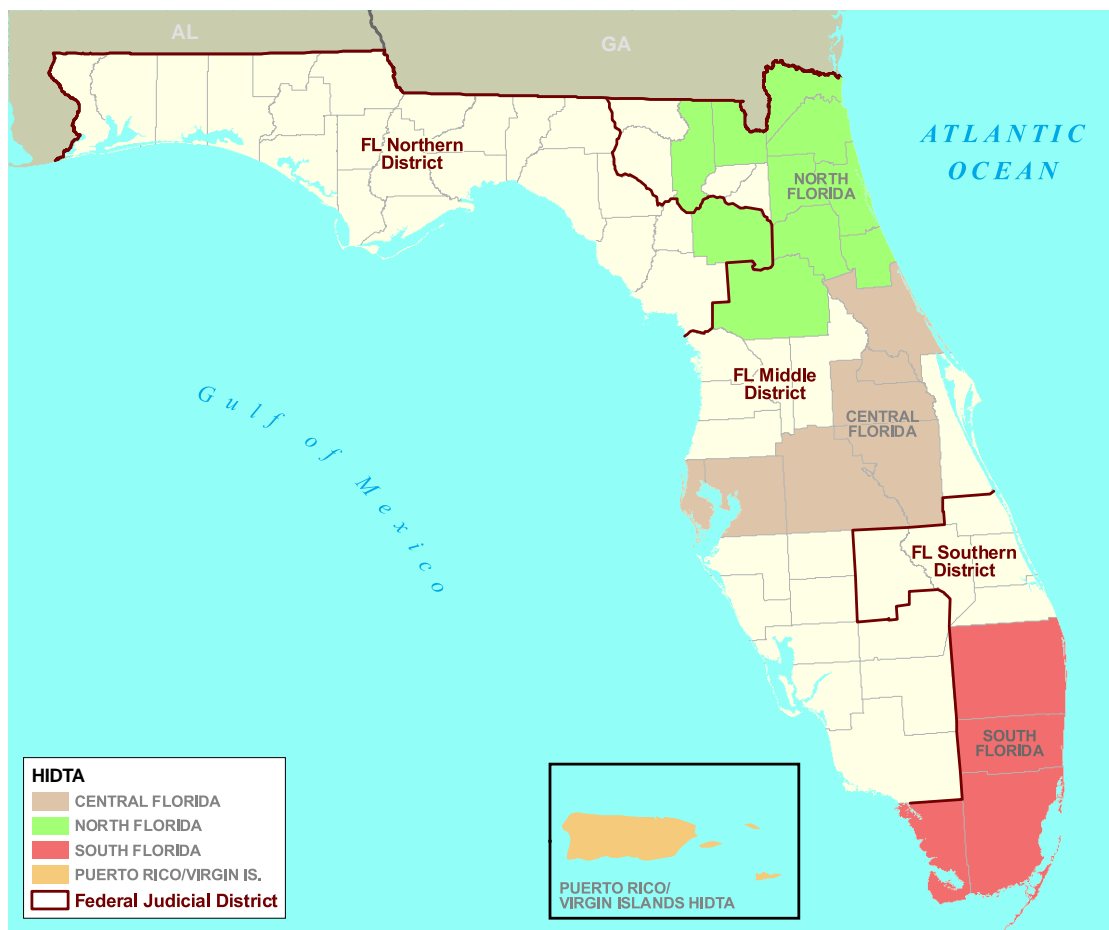 AL
GA
FL Northern
District
ATLANTIC
OCEAN
NORTH
FLORIDA
FL Middle
District
Gulf of Mexico
CENTRAL
FLORIDA
FL Southern
District
SOUTH
FLORIDA
HIDTA
CENTRAL FLORIDA
NORTH FLORIDA
SOUTH FLORIDA
PUERTO RICO/VIRGIN IS.
Federal Judicial District
PUERTO RICO/
VIRGIN ISLANDS HIDTA